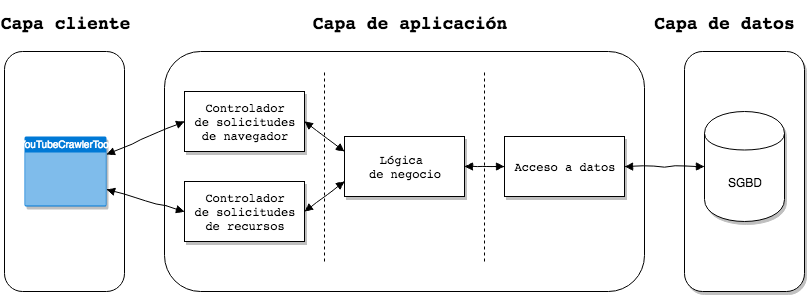 Capa cliente
Capa de aplicación
Capa de datos
YouTubeCrawlerTool
Controlador
de solicitudes
de navegador
Controlador
de solicitudes
de recursos
Lógica
de negocio
Acceso a datos
SGBD